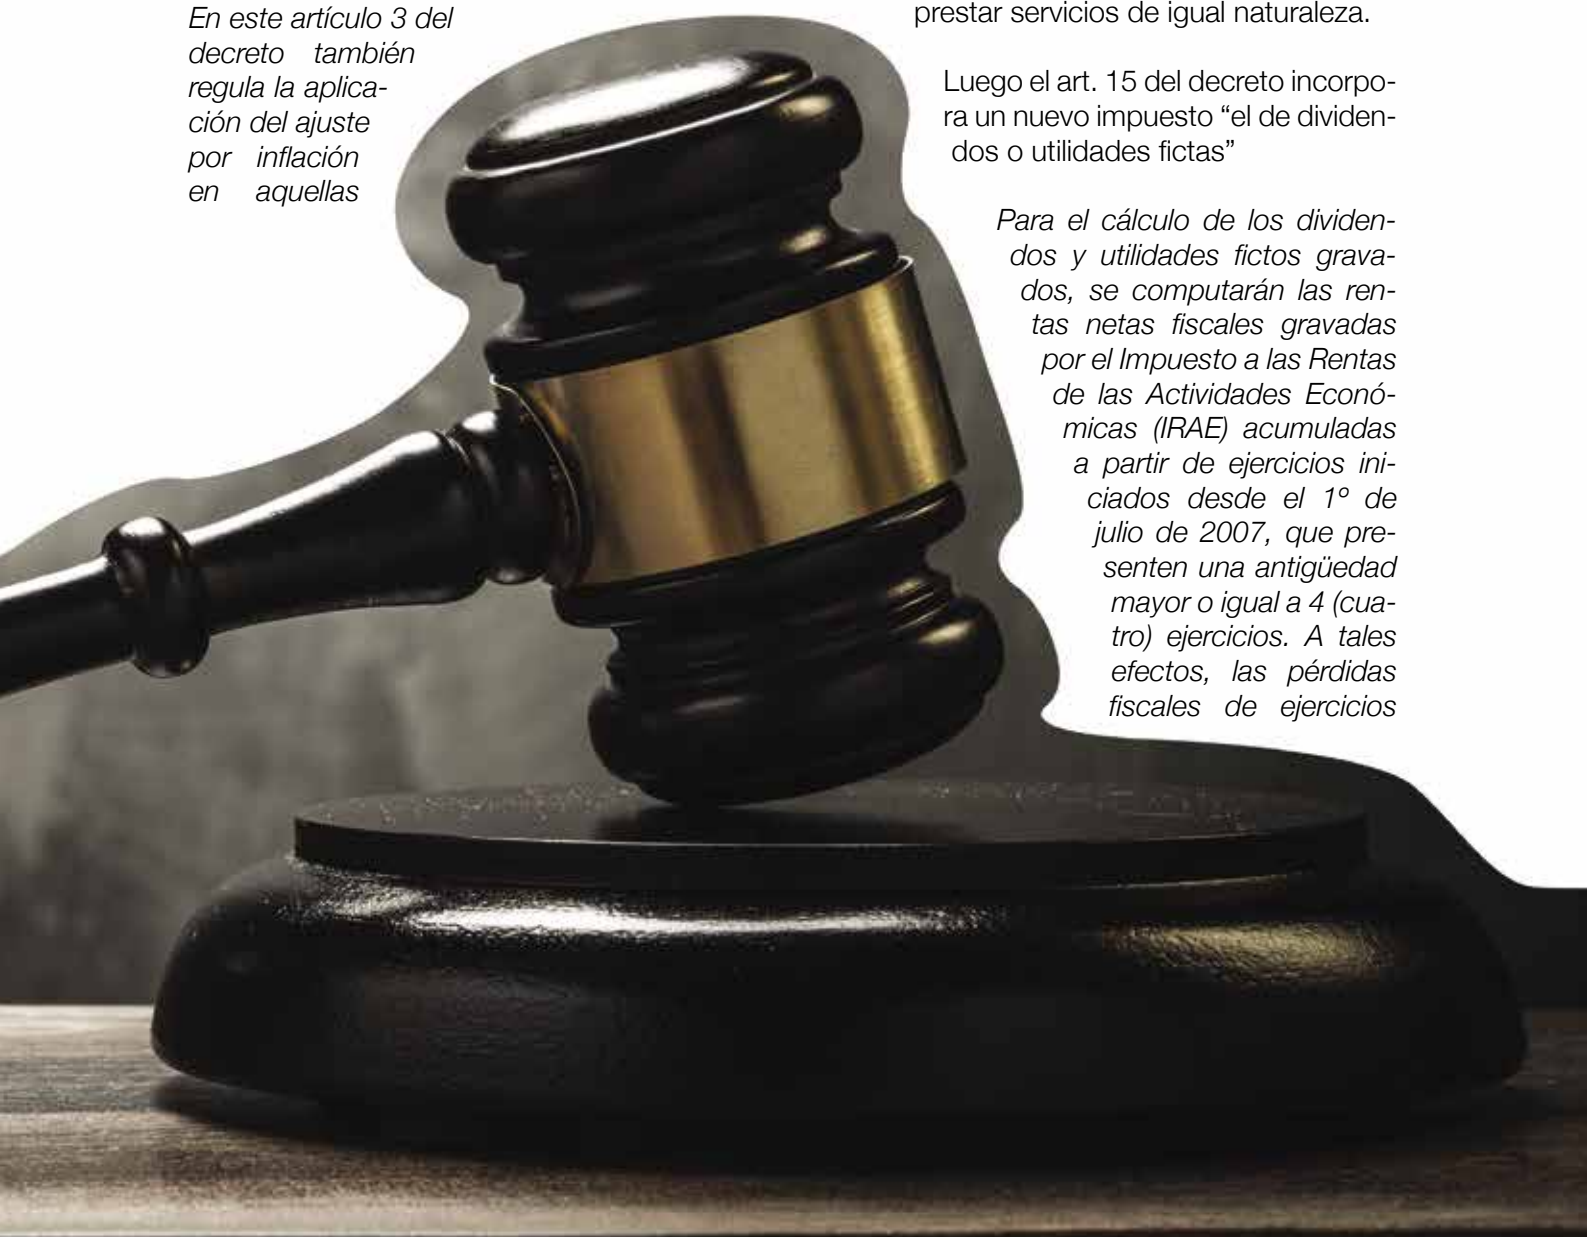 En este artículo 3 del
decreto también
regula la aplica-
ción del ajuste
por inflación
en aquellas
prestar servicios de igual naturaleza.
Luego el art. 15 del decreto incorpo-
ra un nuevo impuesto “el de dividen-
dos o utilidades fictas”
Para el cálculo de los dividen-
dos y utilidades fictos grava-
dos, se computarán las ren-
tas netas fiscales gravadas
por el Impuesto a las Rentas
de las Actividades Econó-
micas (IRAE) acumuladas
a partir de ejercicios ini-
ciados desde el 1º de
julio de 2007, que pre-
senten una antigüedad
mayor o igual a 4 (cua-
tro) ejercicios. A tales
efectos, las pérdidas
fiscales de ejercicios